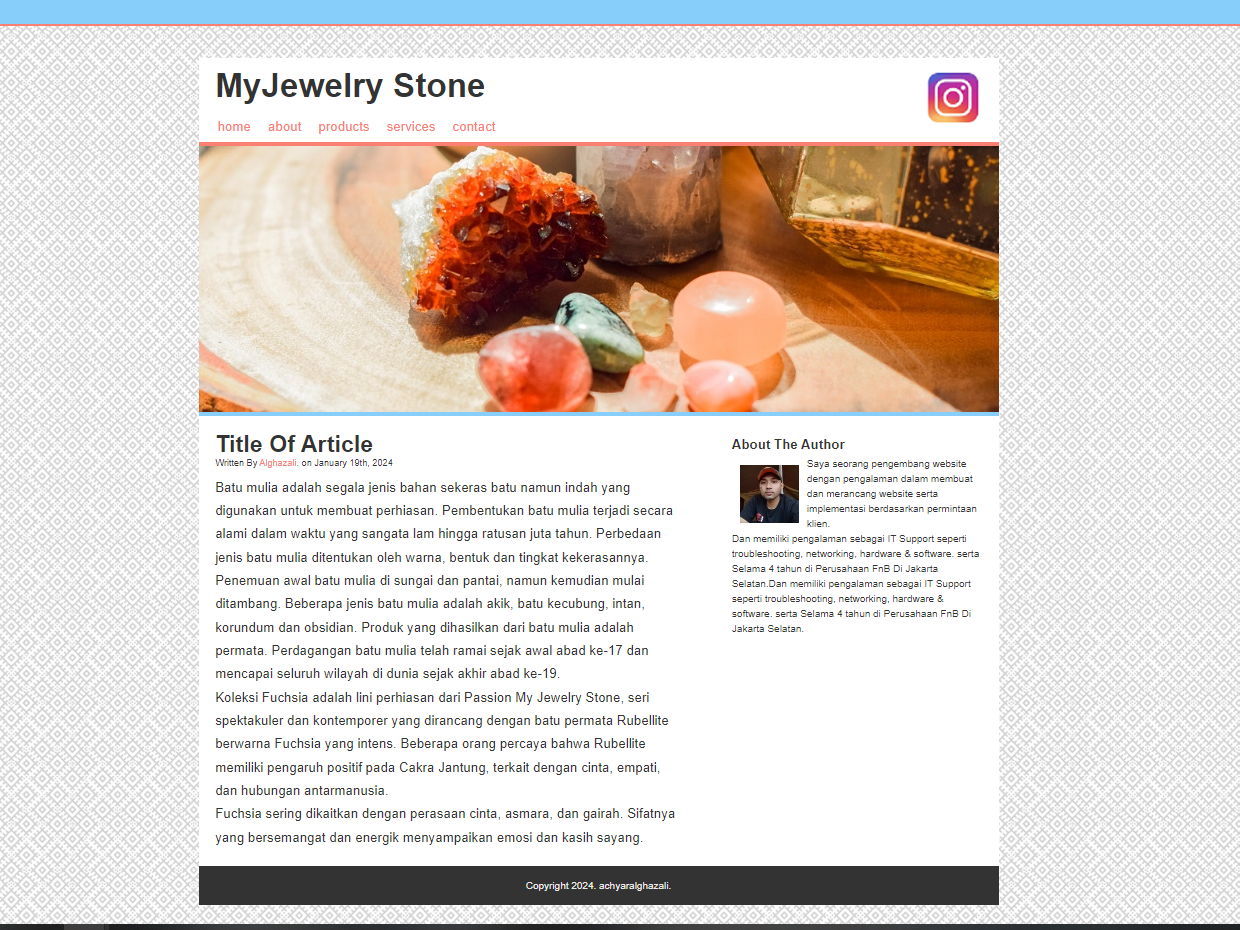 MyJewelry Stone
home about products services contact
Title Of Article
Written By Alghazali. on January 19th, 2024
Batu mulia adalah segala jenis bahan sekeras batu namun indah yang
digunakan untuk membuat perhiasan. Pembentukan batu mulia terjadi secara
alami dalam waktu yang sangata lam hingga ratusan juta tahun. Perbedaan
jenis batu mulia ditentukan oleh warna, bentuk dan tingkat kekerasannya.
Penemuan awal batu mulia di sungai dan pantai, namun kemudian mulai
ditambang. Beberapa jenis batu mulia adalah akik, batu kecubung, intan,
korundum dan obsidian. Produk yang dihasilkan dari batu mulia adalah
permata. Perdagangan batu mulia telah ramai sejak awal abad ke-17 dan
mencapai seluruh wilayah di dunia sejak akhir abad ke-19.
Koleksi Fuchsia adalah lini perhiasan dari Passion My Jewelry Stone, seri
spektakuler dan kontemporer yang dirancang dengan batu permata Rubellite
berwarna Fuchsia yang intens. Beberapa orang percaya bahwa Rubellite
memiliki pengaruh positif pada Cakra Jantung, terkait dengan cinta, empati,
dan hubungan antarmanusia.
Fuchsia sering dikaitkan dengan perasaan cinta, asmara, dan gairah. Sifatnya
yang bersemangat dan energik menyampaikan emosi dan kasih sayang.
About The Author
Saya seorang pengembang website
dengan pengalaman dalam membuat
dan merancang website serta
implementasi berdasarkan permintaan
klien.
Dan memiliki pengalaman sebagai IT Support seperti
troubleshooting, networking, hardware & software. serta
Selama 4 tahun di Perusahaan FnB Di Jakarta
Selatan.Dan memiliki pengalaman sebagai IT Support
seperti troubleshooting, networking, hardware &
software. serta Selama 4 tahun di Perusahaan FnB Di
Jakarta Selatan.
Copyright 2024. achyaralghazali.